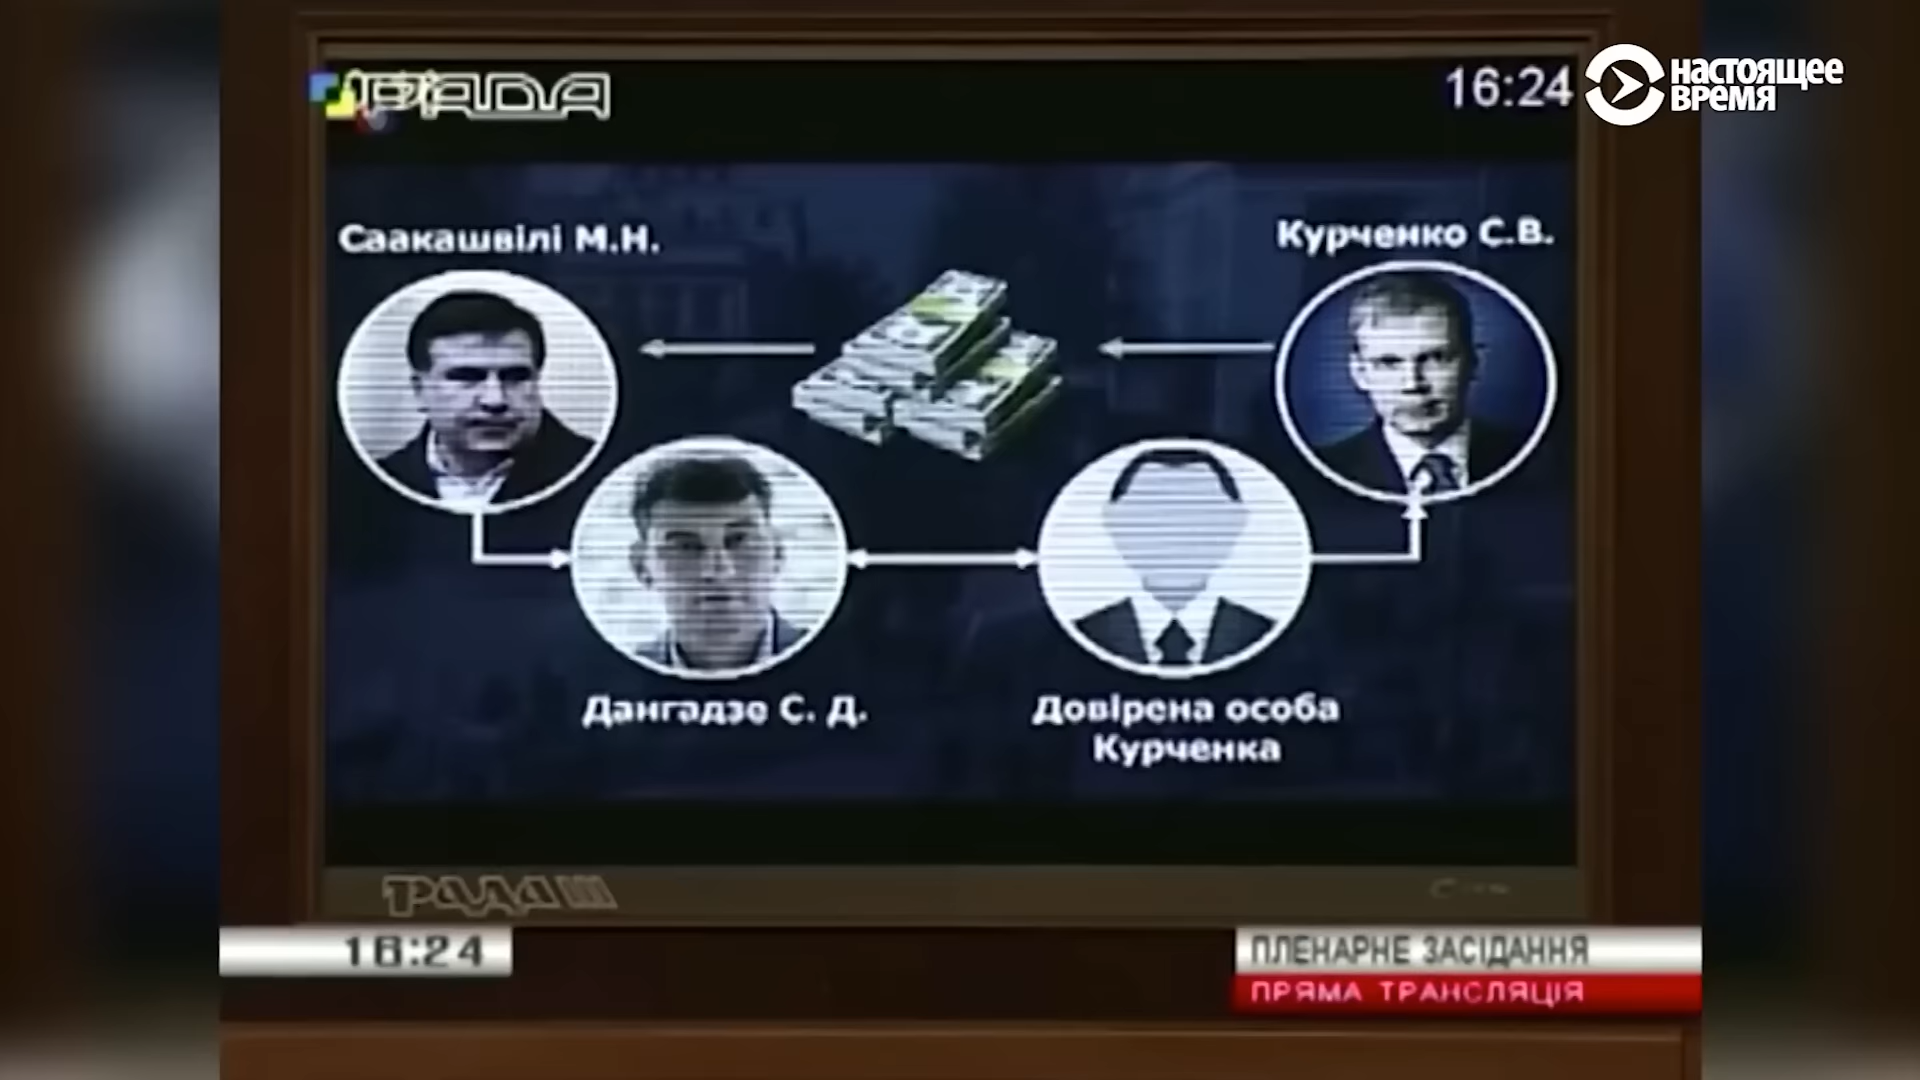 РАДА
16:24
НАСТОЯЩЕЕ
ВРЕМЯ
Саакашвілі М.Н.
Курченко С.В.
Дангадзе С. Д.
Довірена особа
Курченка
РАДА
16:24
ПЛЕНАРНЕ ЗАСІДАННЯ
ПРЯМА ТРАНСЛЯЦІЯ